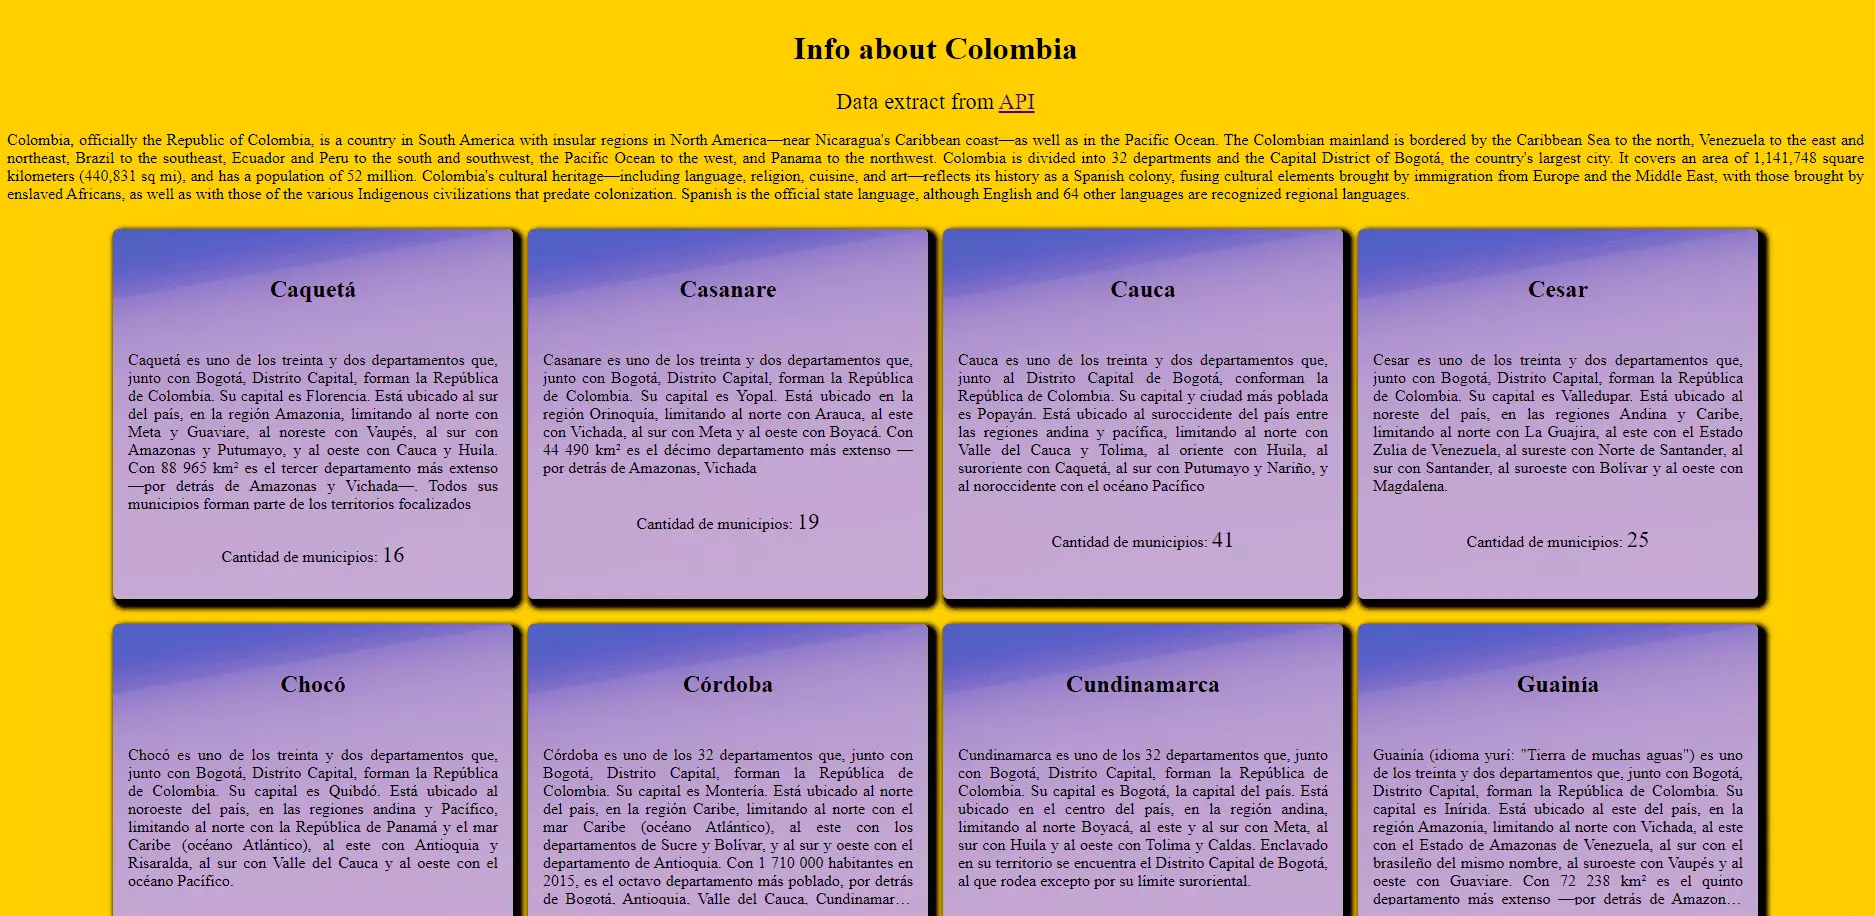 Info about Colombia
Data extract from API
Colombia, officially the Republic of Colombia, is a country in South America with insular regions in North America—near Nicaragua's Caribbean coast—as well as in the Pacific Ocean. The Colombian mainland is bordered by the Caribbean Sea to the north, Venezuela to the east and
northeast, Brazil to the southeast, Ecuador and Peru to the south and southwest, the Pacific Ocean to the west, and Panama to the northwest. Colombia is divided into 32 departments and the Capital District of Bogotá, the country's largest city. It covers an area of 1,141,748 square
kilometers (440,831 sq mi), and has a population of 52 million. Colombia's cultural heritage—including language, religion, cuisine, and art—reflects its history as a Spanish colony, fusing cultural elements brought by immigration from Europe and the Middle East, with those brought by
enslaved Africans, as well as with those of the various Indigenous civilizations that predate colonization. Spanish is the official state language, although English and 64 other languages are recognized regional languages.
Caquetá
Caquetá es uno de los treinta y dos departamentos que,
junto con Bogotá, Distrito Capital, forman la República
de Colombia. Su capital es Florencia. Está ubicado al sur
del país, en la región Amazonia, limitando al norte con
Meta y Guaviare, al noreste con Vaupés, al sur con
Amazonas y Putumayo, y al oeste con Cauca y Huila.
Con 88 965 km² es el tercer departamento más extenso
—por detrás de Amazonas y Vichada—. Todos sus
municipios forman parte de los territorios focalizados
Cantidad de municipios: 16
Casanare
Casanare es uno de los treinta y dos departamentos que,
junto con Bogotá, Distrito Capital, forman la República
de Colombia. Su capital es Yopal. Está ubicado en la
región Orinoquía, limitando al norte con Arauca, al este
con Vichada, al sur con Meta y al oeste con Boyacá. Con
44 490 km² es el décimo departamento más extenso —
por detrás de Amazonas, Vichada
Cantidad de municipios: 19
Cauca
Cauca es uno de los treinta y dos departamentos que,
junto al Distrito Capital de Bogotá, conforman la
República de Colombia. Su capital y ciudad más poblada
es Popayán. Está ubicado al suroccidente del país entre
las regiones andina y pacífica, limitando al norte con
Valle del Cauca y Tolima, al oriente con Huila, al
suroriente con Caquetá, al sur con Putumayo y Nariño, y
al noroccidente con el océano Pacífico
Cantidad de municipios: 41
Cesar
Cesar es uno de los treinta y dos departamentos que,
junto con Bogotá, Distrito Capital, forman la República
de Colombia. Su capital es Valledupar. Está ubicado al
noreste del país, en las regiones Andina y Caribe,
limitando al norte con La Guajira, al este con el Estado
Zulia de Venezuela, al sureste con Norte de Santander, al
sur con Santander, al suroeste con Bolívar y al oeste con
Magdalena.
Cantidad de municipios: 25
Chocó
Chocó es uno de los treinta y dos departamentos que,
junto con Bogotá, Distrito Capital, forman la República
de Colombia. Su capital es Quibdó. Está ubicado al
noroeste del país, en las regiones andina y Pacífico,
limitando al norte con la República de Panamá y el mar
Caribe (océano Atlántico), al este con Antioquia y
Risaralda, al sur con Valle del Cauca y al oeste con el
océano Pacífico.
Córdoba
Córdoba es uno de los 32 departamentos que, junto con
Bogotá, Distrito Capital, forman la República de
Colombia. Su capital es Montería. Está ubicado al norte
del país, en la región Caribe, limitando al norte con el
mar Caribe (océano Atlántico), al este con los
departamentos de Sucre y Bolívar, y al sur y oeste con el
departamento de Antioquia. Con 1 710 000 habitantes en
2015, es el octavo departamento más poblado, por detrás
de Bogotá, Antioquia, Valle del Cauca, Cundinamar…
Cundinamarca
Cundinamarca es uno de los 32 departamentos que, junto
con Bogotá, Distrito Capital, forman la República de
Colombia. Su capital es Bogotá, la capital del país. Está
ubicado en el centro del país, en la región andina,
limitando al norte Boyacá, al este y al sur con Meta, al
sur con Huila y al oeste con Tolima y Caldas. Enclavado
en su territorio se encuentra el Distrito Capital de Bogotá,
al que rodea excepto por su límite suroriental.
Guainía
Guainía (idioma yurí: "Tierra de muchas aguas") es uno
de los treinta y dos departamentos que, junto con Bogotá,
Distrito Capital, forman la República de Colombia. Su
capital es Inírida. Está ubicado al este del país, en la
región Amazonia, limitando al norte con Vichada, al este
con el Estado de Amazonas de Venezuela, al sur con el
brasileño del mismo nombre, al suroeste con Vaupés y al
oeste con Guaviare. Con 72 238 km² es el quinto
departamento más extenso —por detrás de Amazon…